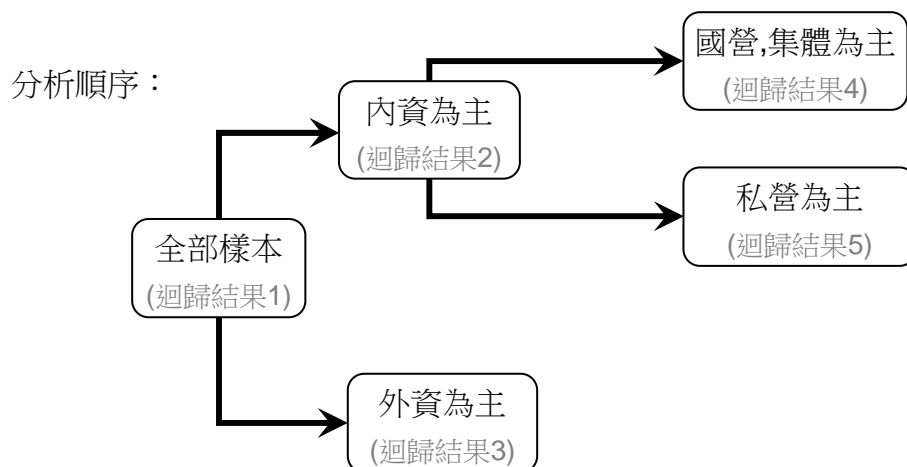 分析順序：
全部樣本
(迴歸結果1)
內資為主
(迴歸結果2)
外資為主
(迴歸結果3)
國營,集體為主
(迴歸結果4)
私營為主
(迴歸結果5)